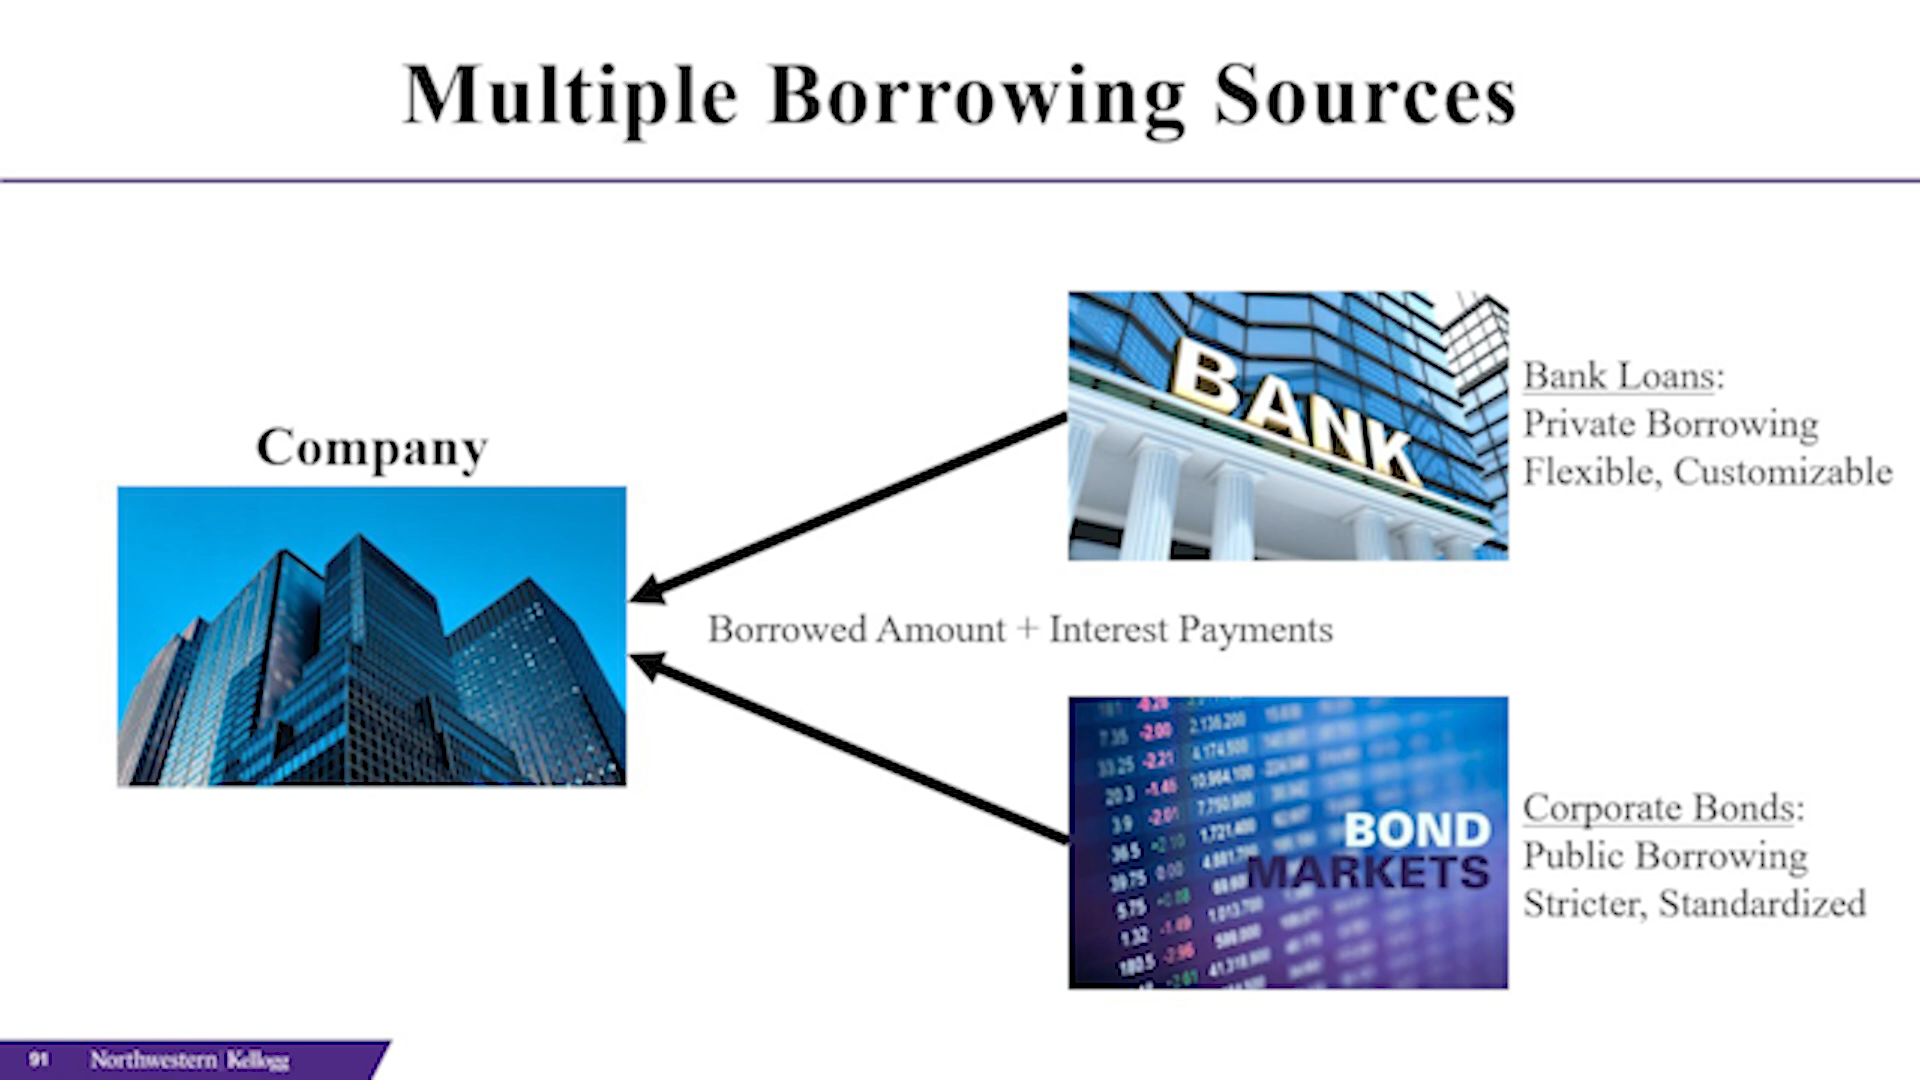 Multiple Borrowing Sources
Company
BANK
Bank Loans:
Private Borrowing
Flexible, Customizable
Borrowed Amount + Interest Payments
BOND
MARKETS
Corporate Bonds:
Public Borrowing
Stricter, Standardized
91 Northwestern Kellogg